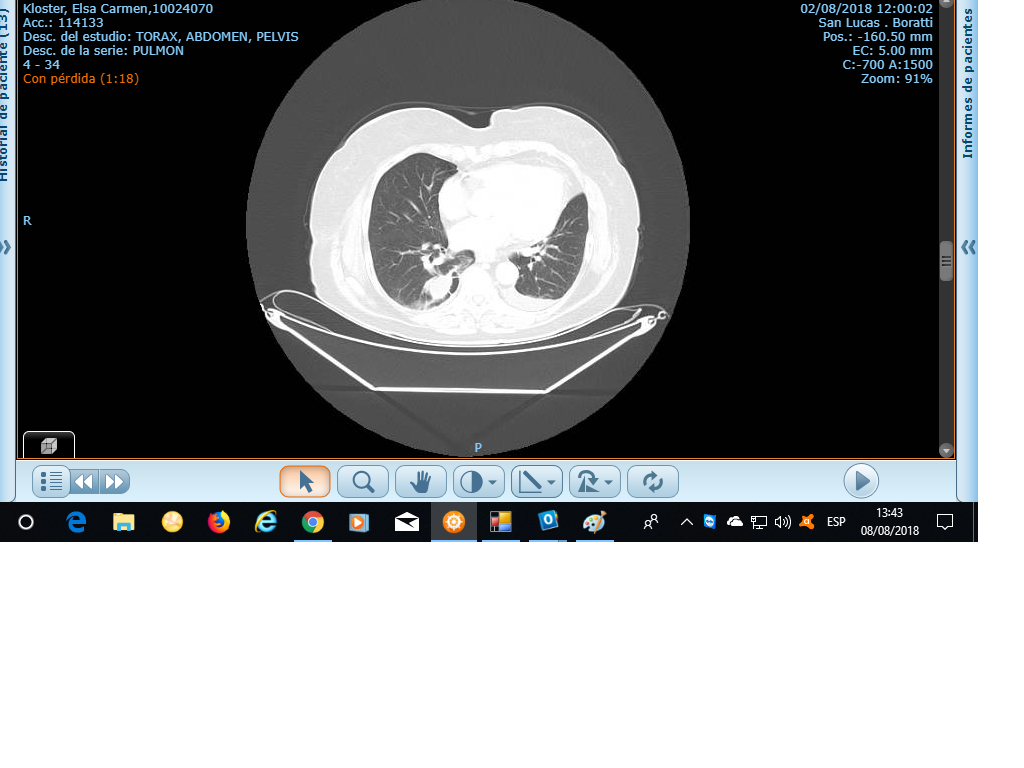 Kloster, Elsa Carmen,10024070
Acc.: 114133
Desc. del estudio: TORAX, ABDOMEN, PELVIS
Desc. de la serie: PULMON
4 - 34
Con pérdida (1:18)
02/08/2018 12:00:02
San Lucas . Boratti
Pos.: -160.50 mm
EC: 5.00 mm
C:-700 A:1500
Zoom: 91%
Historial de paciente (13)
Informes de pacientes
R
P
ESP
13:43
08/08/2018